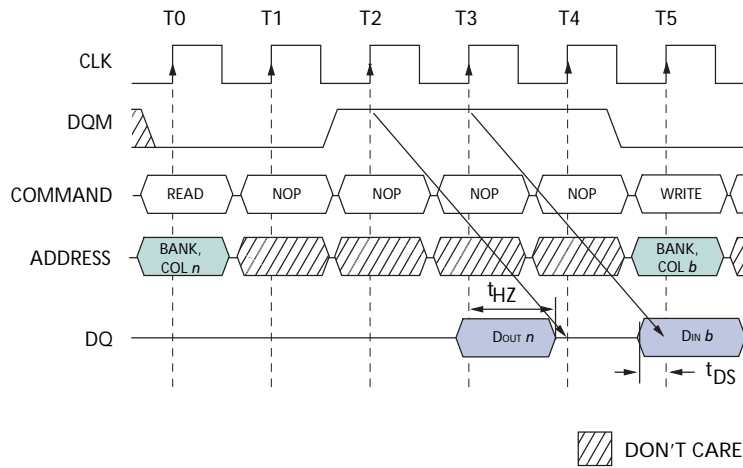 T0 T1 T2 T3 T4 T5
CLK
DQM
COMMAND READ NOP NOP NOP NOP WRITE
ADDRESS BANK, COL n BANK, COL b
tHZ
DQ DOUT n DIN b
tDS
DON'T CARE